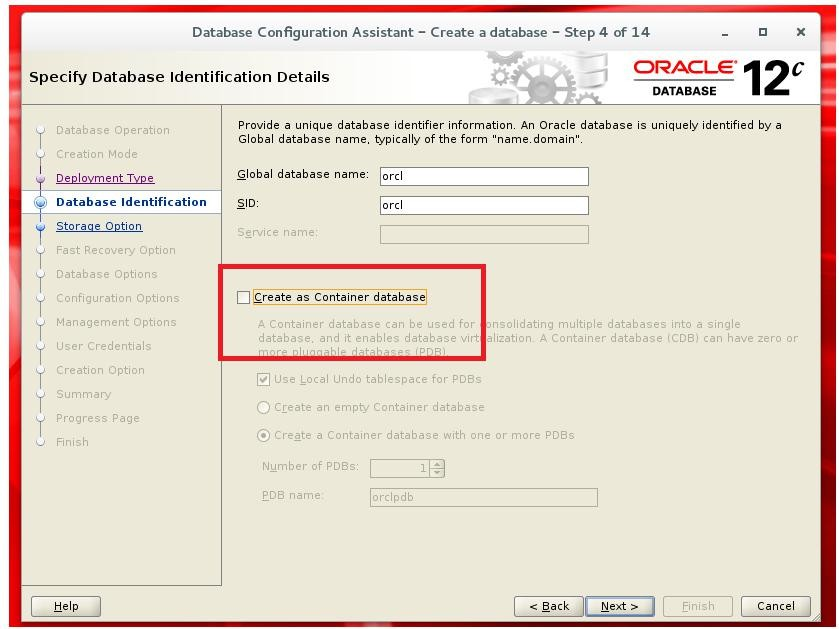 Database Configuration Assistant - Create a database - Step 4 of 14
Specify Database Identification Details
ORACLE
DATABASE
12c
Database Operation
Creation Mode
Deployment Type
Database Identification
Storage Option
Fast Recovery Option
Database Options
Configuration Options
Management Options
User Credentials
Creation Option
Summary
Progress Page
Finish
Provide a unique database identifier information. An Oracle database is uniquely identified by a
Global database name, typically of the form "name.domain".
Global database name: orcl
SID: orcl
Service name:
Create as Container database
A Container database can be used for consolidating multiple databases into a single
database, and it enables database virtualization. A Container database (CDB) can have zero or
more pluggable databases (PDB).
Use Local Undo tablespace for PDBs
Create an empty Container database
Create a Container database with one or more PDBs
Number of PDBs: 1
PDB name: orclpdb
Help
< Back
Next >
Finish
Cancel